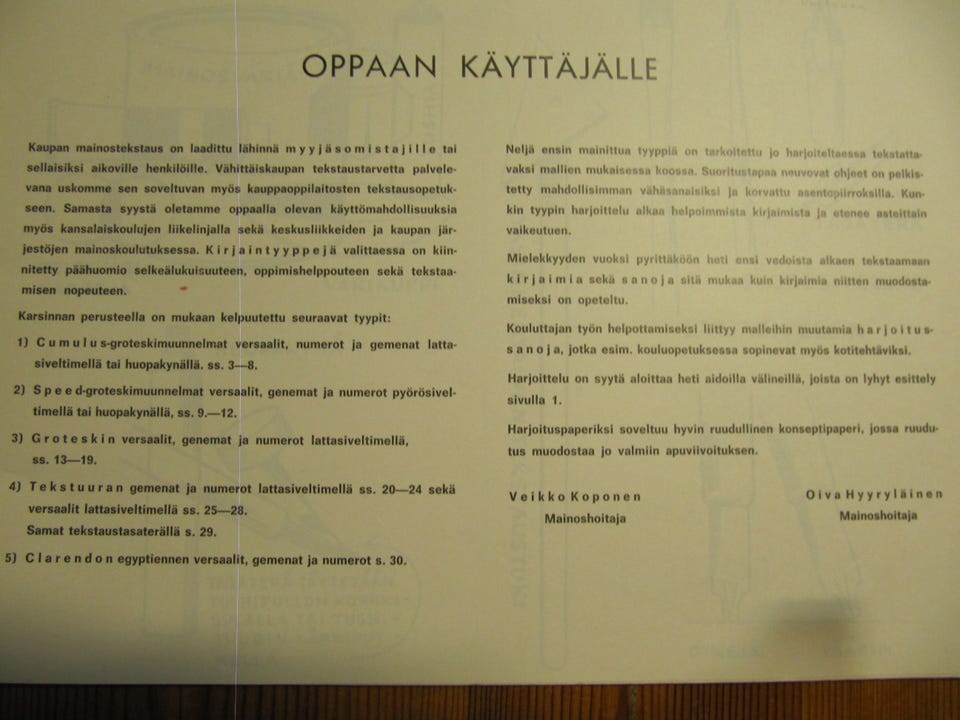 OPPAAN KÄYTTÄJÄLLE
Kaupan mainostekstaus on laadittu lähinnä myyjäsomistajille tai
sellaisiksi aikoville henkilöille. Vähittäiskaupan tekstaustarvetta palvele-
vana uskomme sen soveltuvan myös kauppaoppilaitosten tekstausopetuk-
seen. Samasta syystä oletamme oppaalla olevan käyttömahdollisuuksia
myös kansalaiskoulujen liikelinjalla sekä keskusliikkeiden ja kaupan jär-
jestöjen mainoskoulutuksessa. Kirjaintyyppejä valittaessa on kiin-
nitetty päähuomio selkeälukuisuuteen, oppimishelppouteen sekä tekstaa-
misen nopeuteen.
Karsinnan perusteella on mukaan kelpuutettu seuraavat tyypit:
1) Cumulus-groteskimuunnelmat versaalit, numerot ja gemenat latta-
siveltimellä tai huopakynällä. ss. 3—8.
2) Speed-groteskimuunnelmat versaalit, genemat ja numerot pyörösivel-
timellä tai huopakynällä, ss. 9.—12.
3) Groteskin versaalit, genemat ja numerot lattasiveltimellä,
ss. 13—19.
4) Tekstuuran gemenat ja numerot lattasiveltimellä ss. 20—24 sekä
versaalit lattasiveltimellä ss. 25—28.
Samat tekstaustasaterällä s. 29.
5) Clarendon egyptiennen versaalit, gemenat ja numerot s. 30.
Neljä ensin mainittua tyyppiä on tarkoitettu jo harjoiteltaessa tekstatta-
vaksi mallien mukaisessa koossa. Suoritustapaa neuvovat ohjeet on pelkis-
tetty mahdollisimman vähäsanaisiksi ja korvattu asentopiirroksilla. Kun-
kin tyypin harjoittelu alkaa helpoimmista kirjaimista ja etenee asteittain
vaikeutuen.
Mielekkyyden vuoksi pyrittäköön heti ensi vedoista alkaen tekstaamaan
kirjaimia sekä sanoja sitä mukaa kuin kirjaimia niitten muodosta-
miseksi on opeteltu.
Kouluttajan työn helpottamiseksi liittyy malleihin muutamia harjoitus-
sanoja, jotka esim. kouluopetuksessa sopinevat myös kotitehtäviksi.
Harjoittelu on syytä aloittaa heti aidoilla välineillä, joista on lyhyt esittely
sivulla 1.
Harjoituspaperiksi soveltuu hyvin ruudullinen konseptipaperi, jossa ruudu-
tus muodostaa jo valmiin apuviivoituksen.
Veikko Koponen
Mainoshoitaja
Oiva Hyyryläinen
Mainoshoitaja